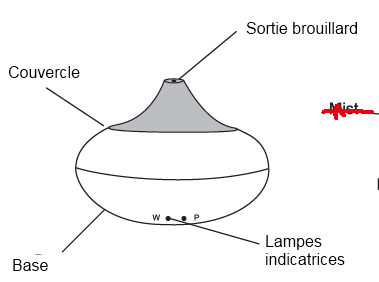 Sortie brouillard
Couvercle
Mist
W P
Lampes
indicatrices
Base